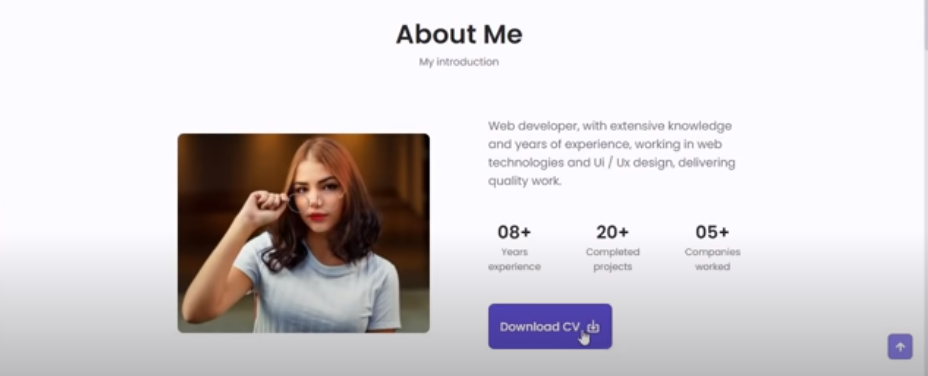 About Me
My introduction
Web developer, with extensive knowledge
and years of experience, working in web
technologies and Ui / Ux design, delivering
quality work.
08+ 20+ 05+
Years Completed Companies
experience projects worked
Download CV